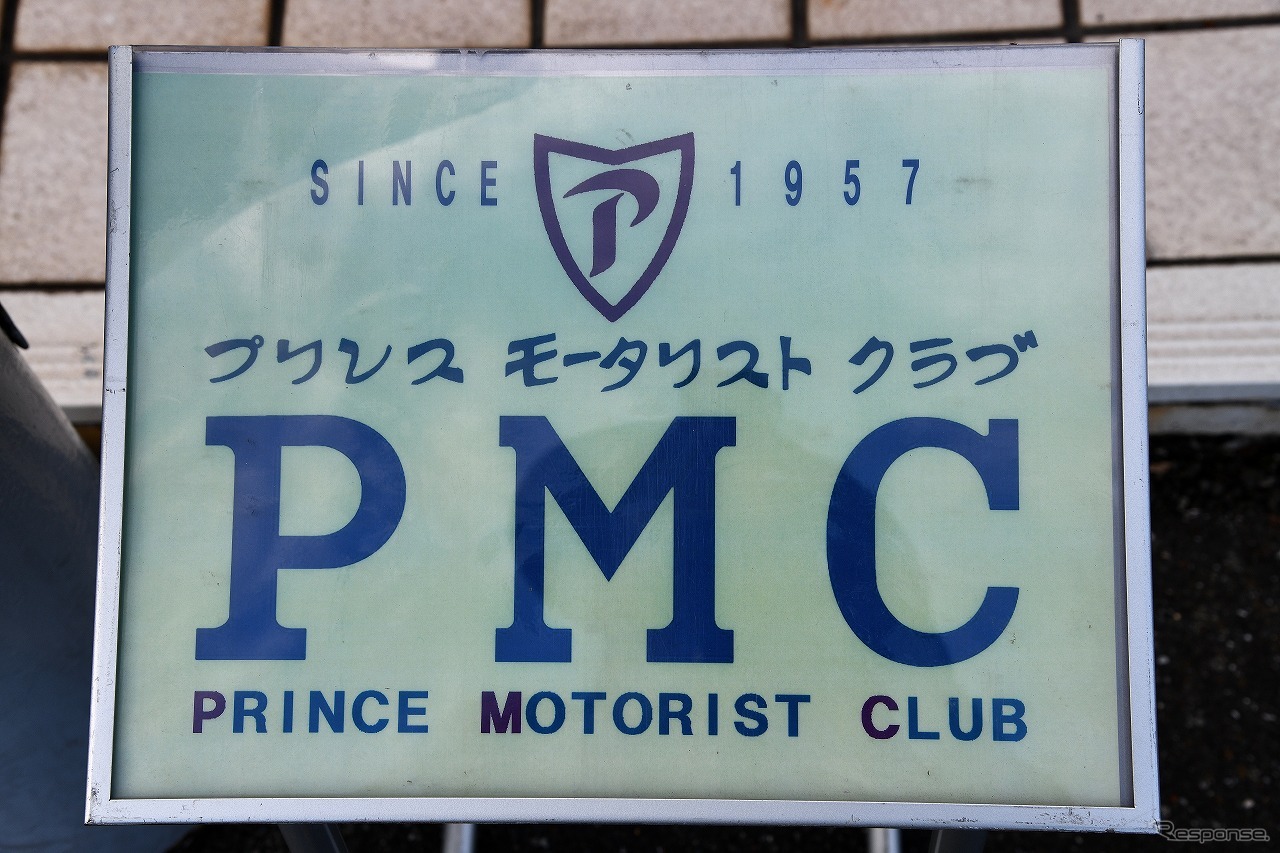 SINCE P 1957
プリンス モータリスト クラブ
PMC
PRINCE MOTORIST CLUB
Response.